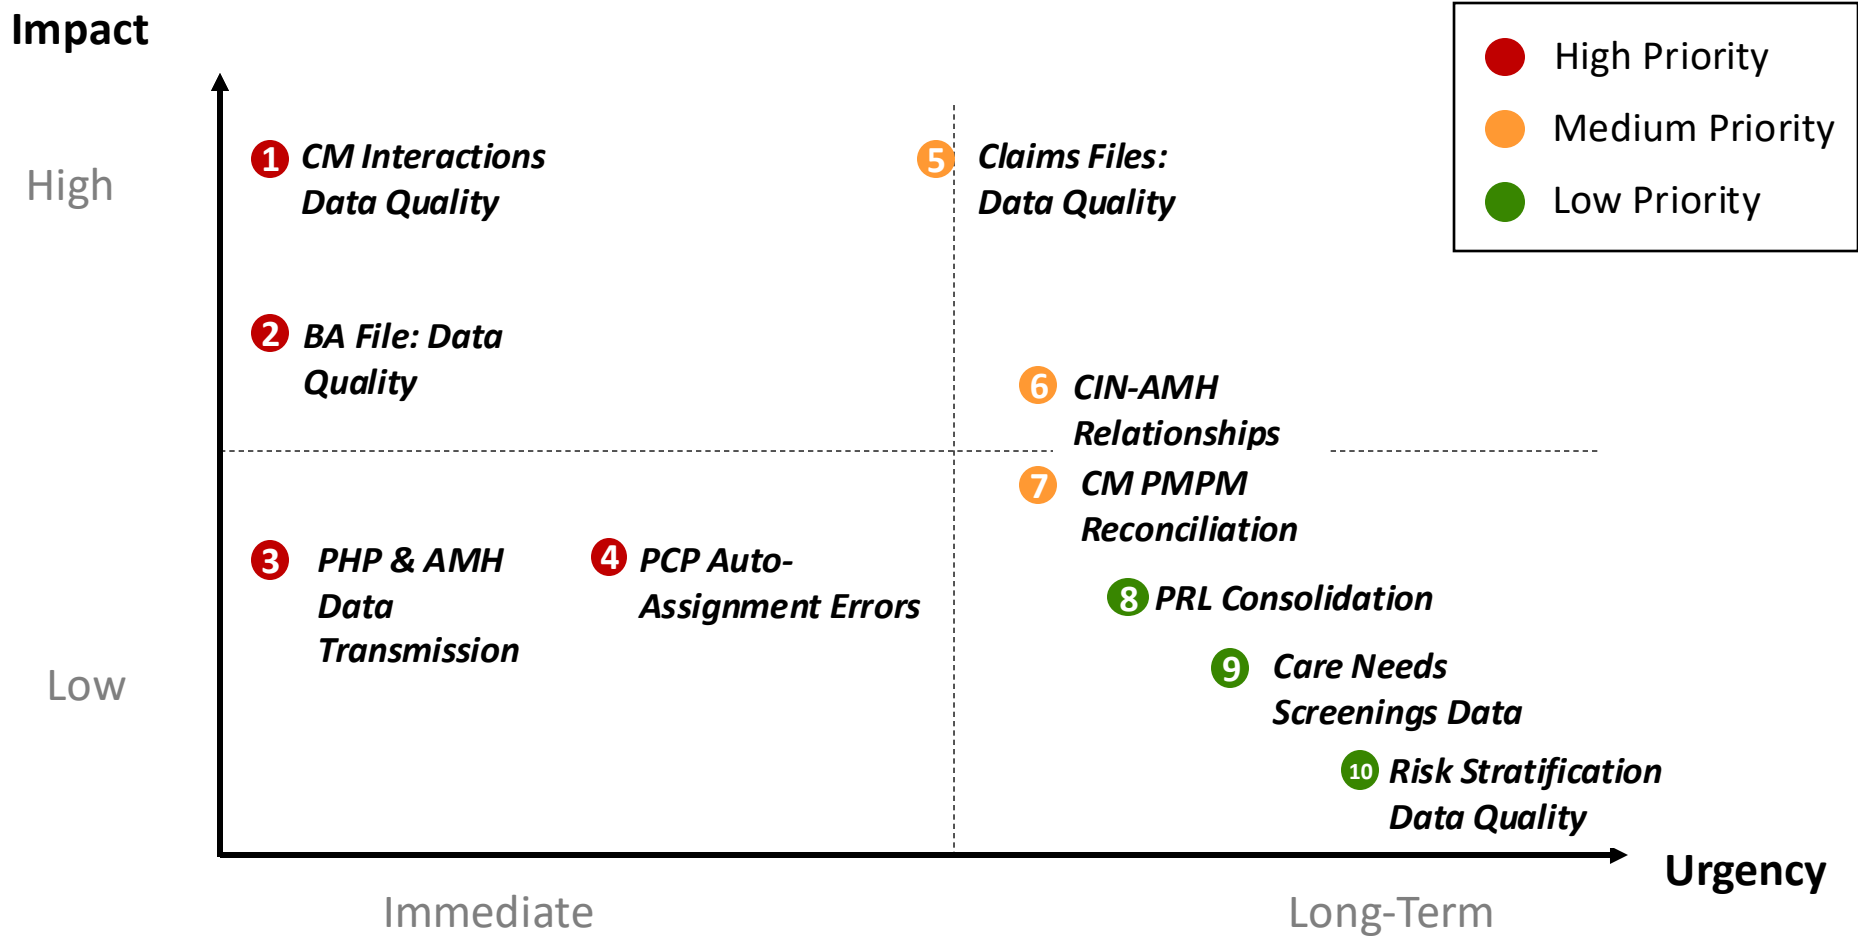 Impact
High Priority
Medium Priority
Low Priority
High
1 CM Interactions
Data Quality
5 Claims Files:
Data Quality
2 BA File: Data
Quality
6 CIN-AMH
Relationships
7 CM PMPM
Reconciliation
3 PHP & AMH
Data
Transmission
4 PCP Auto-
Assignment Errors
8 PRL Consolidation
Low
9 Care Needs
Screenings Data
10 Risk Stratification
Data Quality
Urgency
Immediate
Long-Term